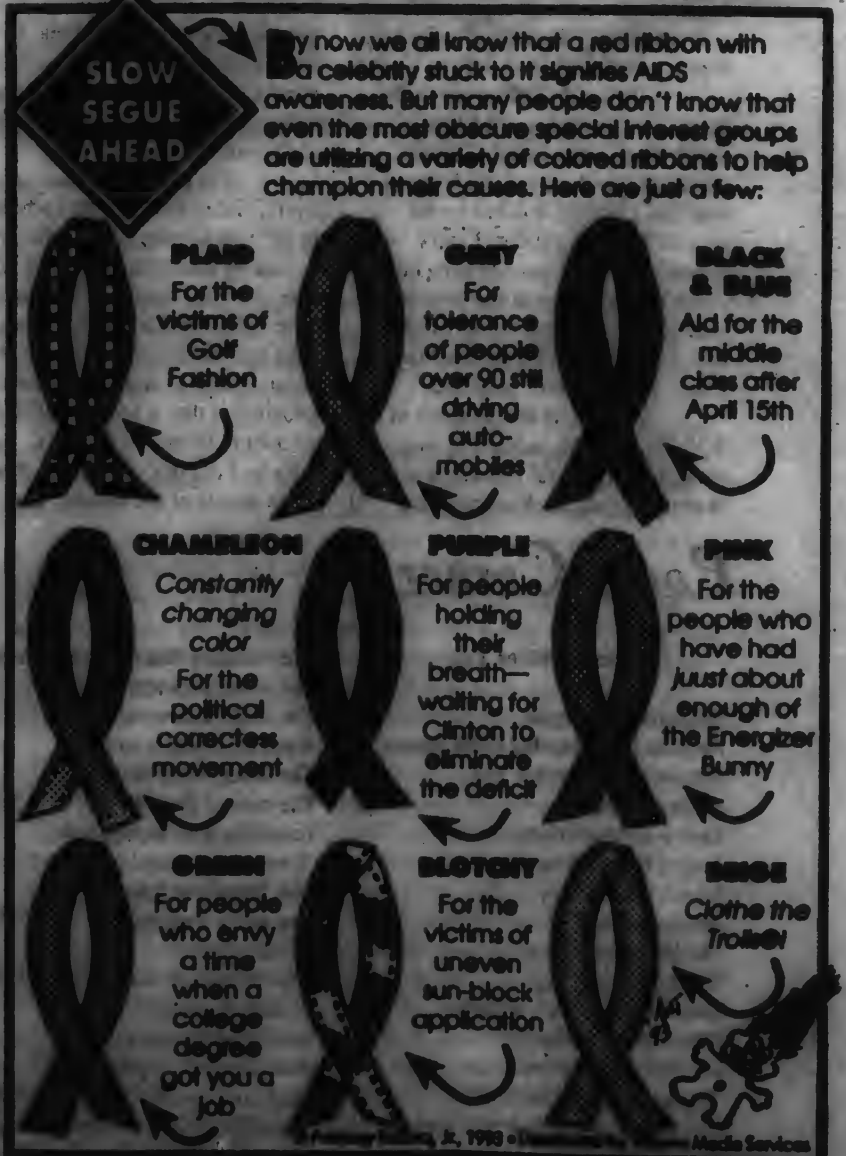 SLOW
SEGUE
AHEAD
By now we all know that a red ribbon with
a celebrity stuck to it signifies AIDS
awareness. But many people don't know that
even the most obscure special interest groups
are utilizing a variety of colored ribbons to help
champion their causes. Here are just a few:
PLAID
For the
victims of
Golf
Fashion
GREY
For
tolerance
of people
over 90 still
driving
auto-
mobiles
BLACK
& BLUE
Aid for the
middle
class after
April 15th
CHAMELEON
Constantly
changing
color
For the
political
correctess
movement
PURPLE
For people
holding
their
breath—
waiting for
Clinton to
eliminate
the deficit
PINK
For the
people who
have had
juust about
enough of
the Energizer
Bunny
GREEN
For people
who envy
a time
when a
college
degree
got you a
job
BLOTCHY
For the
victims of
uneven
sun-block
application
BEIGE
Clothe the
Trolls®!
Jr., 1993 • Media Services